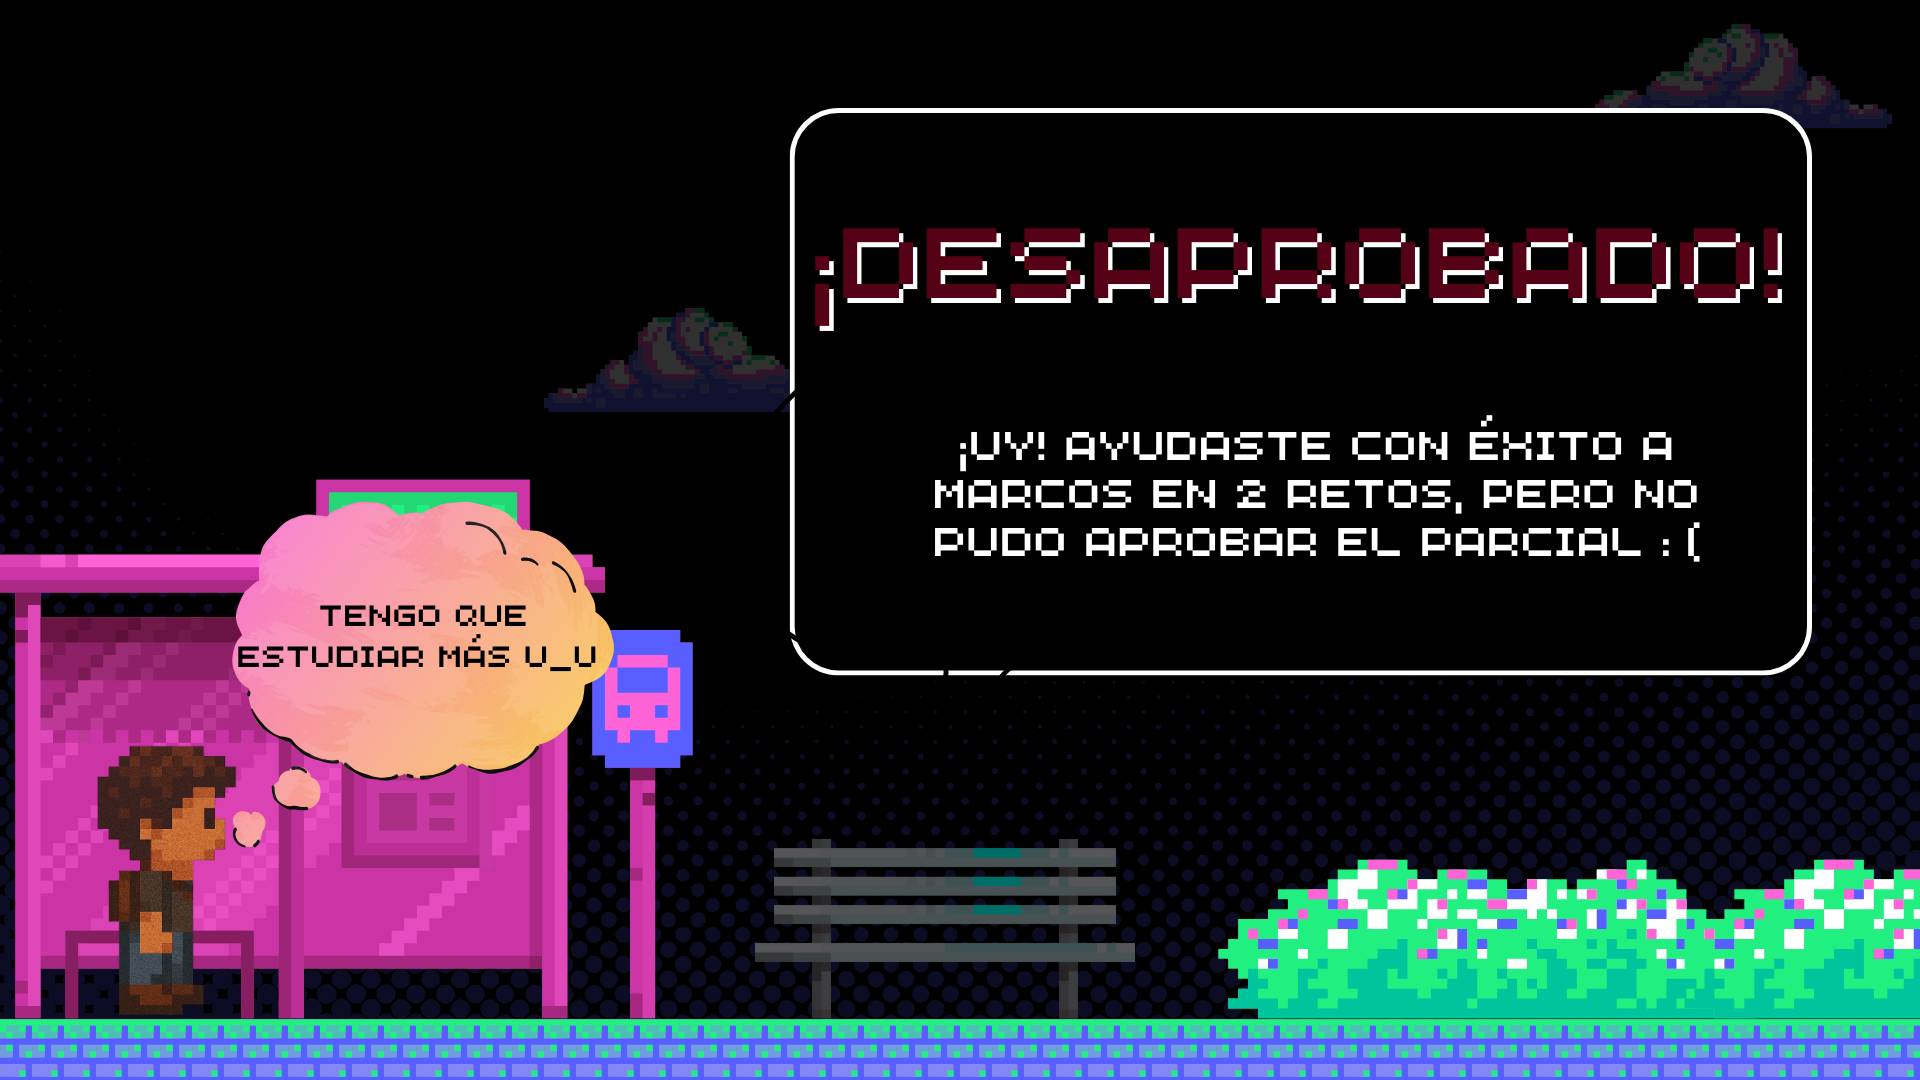 ¡DESAPROBADO!
¡UY! AYUDASTE CON ÉXITO A
MARCOS EN 2 RETOS, PERO NO
PUDO APROBAR EL PARCIAL :(
TENGO QUE
ESTUDIAR MÁS U_U